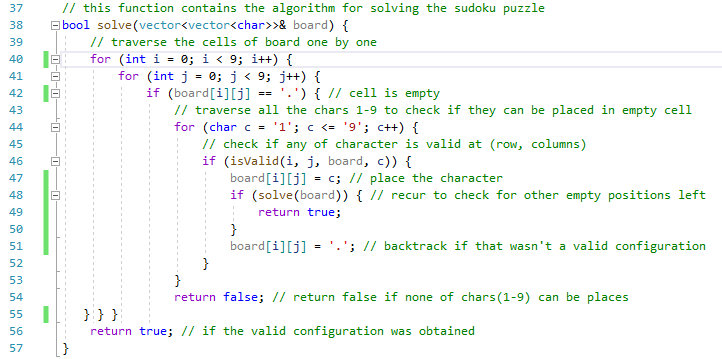 37 // this function contains the algorithm for solving the sudoku puzzle
38 bool solve(vector<vector<char>>& board) {
39     // traverse the cells of board one by one
40     for (int i = 0; i < 9; i++) {
41         for (int j = 0; j < 9; j++) {
42             if (board[i][j] == '.') { // cell is empty
43                 // traverse all the chars 1-9 to check if they can be placed in empty cell
44                 for (char c = '1'; c <= '9'; c++) {
45                     // check if any of character is valid at (row, columns)
46                     if (isValid(i, j, board, c)) {
47                         board[i][j] = c; // place the character
48                         if (solve(board)) { // recur to check for other empty positions left
49                             return true;
50                         }
51                         board[i][j] = '.'; // backtrack if that wasn't a valid configuration
52                     }
53                 }
54                 return false; // return false if none of chars(1-9) can be places
55    } } }
56     return true; // if the valid configuration was obtained
57 }